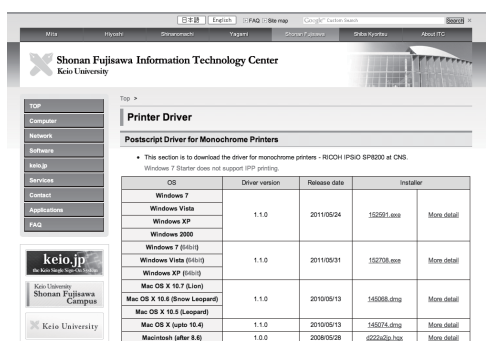 日本語 English FAQ Site map Google™ Custom Search Search ×
Mita Hiyoshi Shinanomachi Yagami Shonan Fujisawa Shiba Kyoritsu About ITC
Shonan Fujisawa Information Technology Center
Keio University
Top >
TOP
Computer
Network
Software
keio.jp
Services
Contact
Applications
FAQ
keio.jp
the Keio Single Sign-On System
Keio University
Shonan Fujisawa
Campus
Keio University
Printer Driver
Postscript Driver for Monochrome Printers
• This section is to download the driver for monochrome printers - RICOH IPSiO SP8200 at CNS.
Windows 7 Starter does not support IPP printing.
OS Driver version Release date Installer
Windows 7
Windows Vista
Windows XP
Windows 2000
1.1.0 2011/05/24 152591.exe More detail
Windows 7 (64bit)
Windows Vista (64bit)
Windows XP (64bit)
1.1.0 2011/05/31 152708.exe More detail
Mac OS X 10.7 (Lion)
Mac OS X 10.6 (Snow Leopard)
Mac OS X 10.5 (Leopard)
1.1.0 2010/05/13 145068.dmg More detail
Mac OS X (upto 10.4) 1.1.0 2010/05/13 145074.dmg More detail
Macintosh (after 8.6) 1.0.0 2008/05/28 d222a2jp.hqx More detail